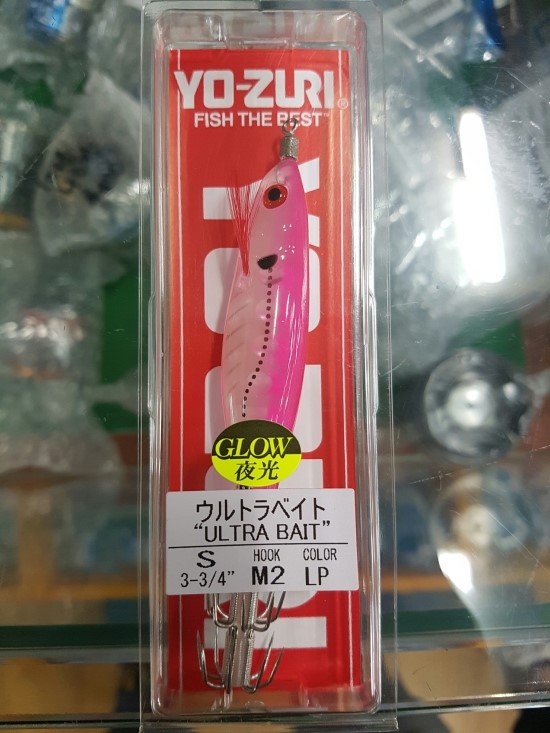 YO-ZURI®
FISH THE BEST™
GLOW
夜光
ウルトラベイト
“ULTRA BAIT”
S HOOK COLOR
3-3/4” M2 LP